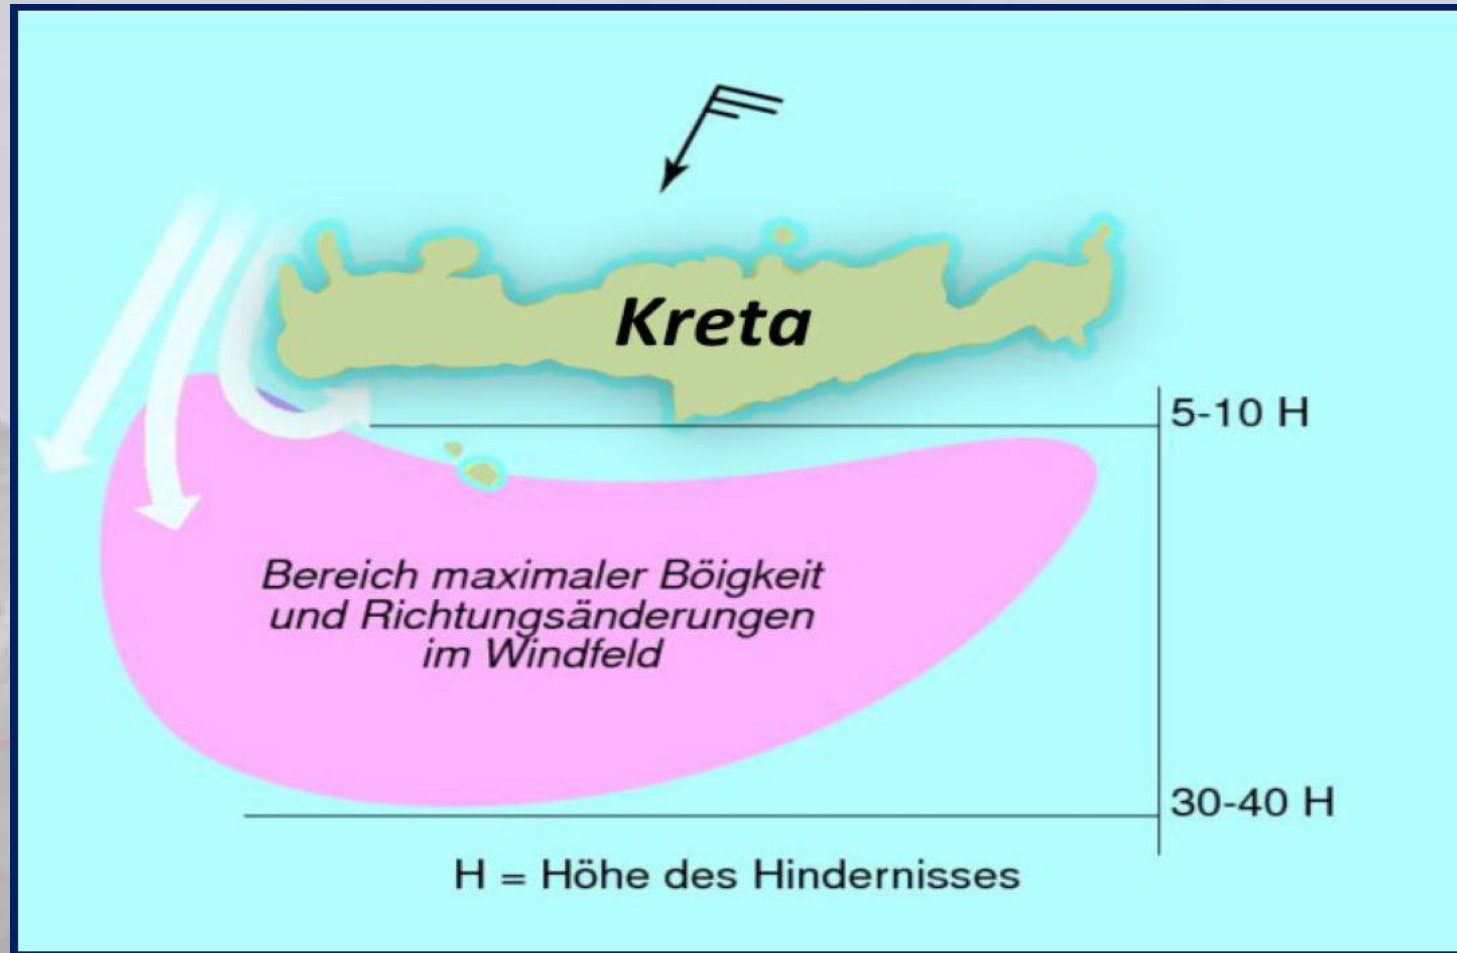 Kreta
5-10 H
Bereich maximaler Böigkeit
und Richtungsänderungen
im Windfeld
30-40 H
H = Höhe des Hindernisses